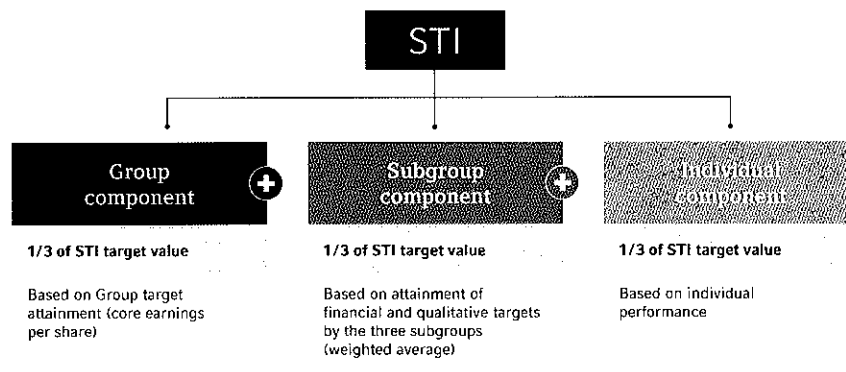 STI
Group
component
Subgroup
component
Individual
component
1/3 of STI target value
1/3 of STI target value
1/3 of STI target value
Based on Group target
attainment (core earnings
per share)
Based on attainment of
financial and qualitative targets
by the three subgroups
(weighted average)
Based on individual
performance